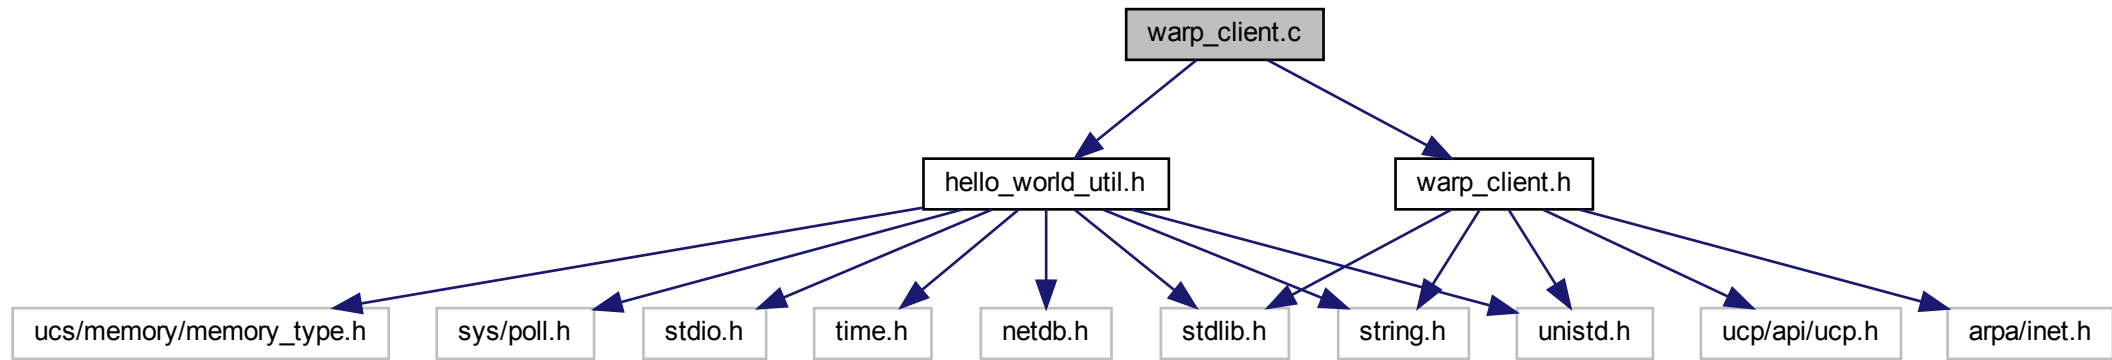 warp_client.c
hello_world_util.h
warp_client.h
ucs/memory/memory_type.h
sys/poll.h
stdio.h
time.h
netdb.h
stdlib.h
string.h
unistd.h
ucp/api/ucp.h
arpa/inet.h